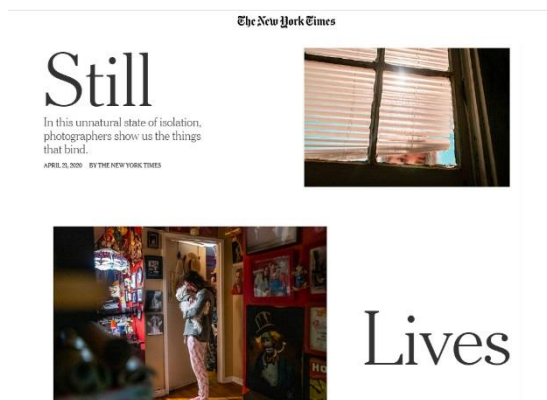 The New York Times
Still
In this unnatural state of isolation,
photographers show us the things
that bind.
APRIL 21, 2020 BY THE NEW YORK TIMES
Lives